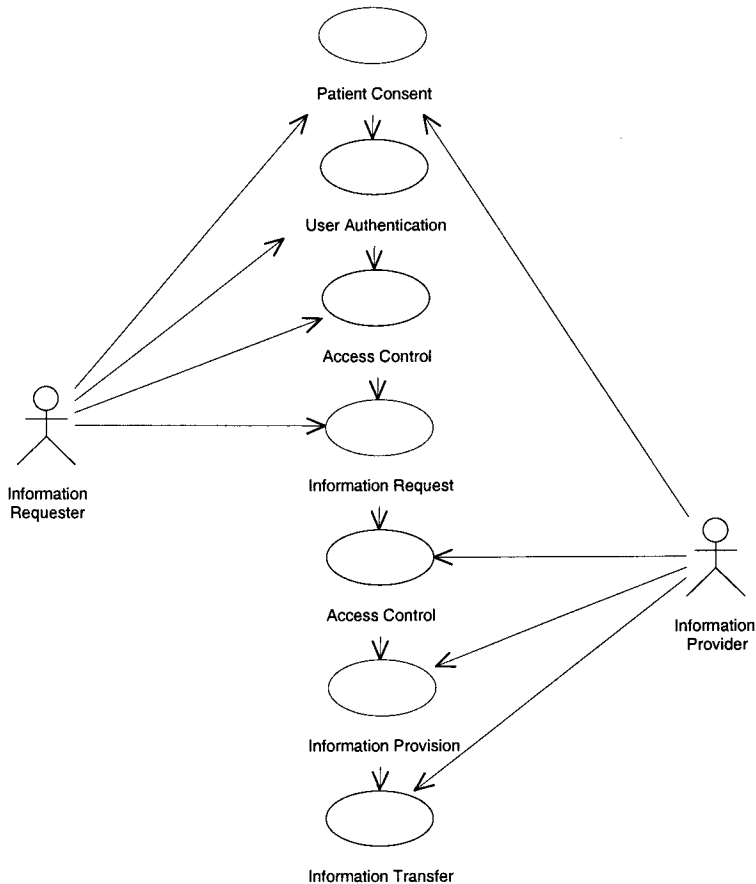 Patient Consent
User Authentication
Access Control
Information
Requester
Information Request
Access Control
Information
Provider
Information Provision
Information Transfer